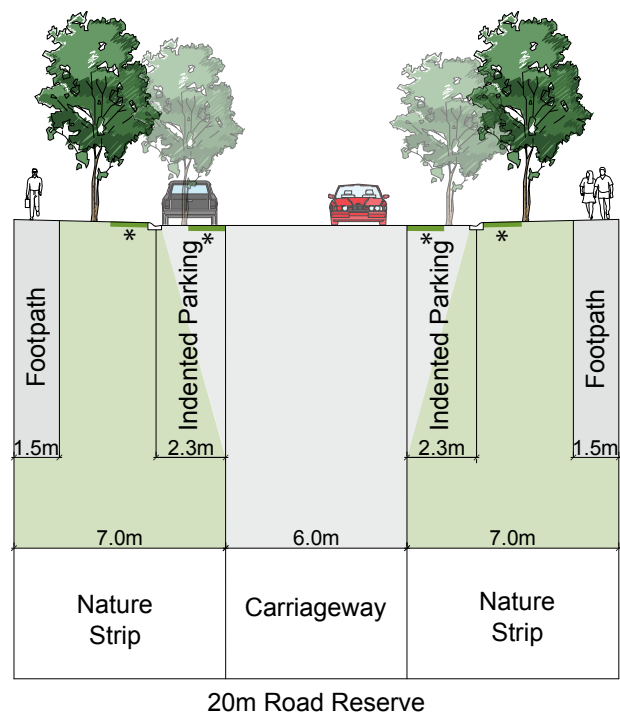 *
*
*
*
Footpath
Indented Parking
Indented Parking
Footpath
1.5m
2.3m
2.3m
1.5m
7.0m
6.0m
7.0m
Nature
Strip
Carriageway
Nature
Strip
20m Road Reserve